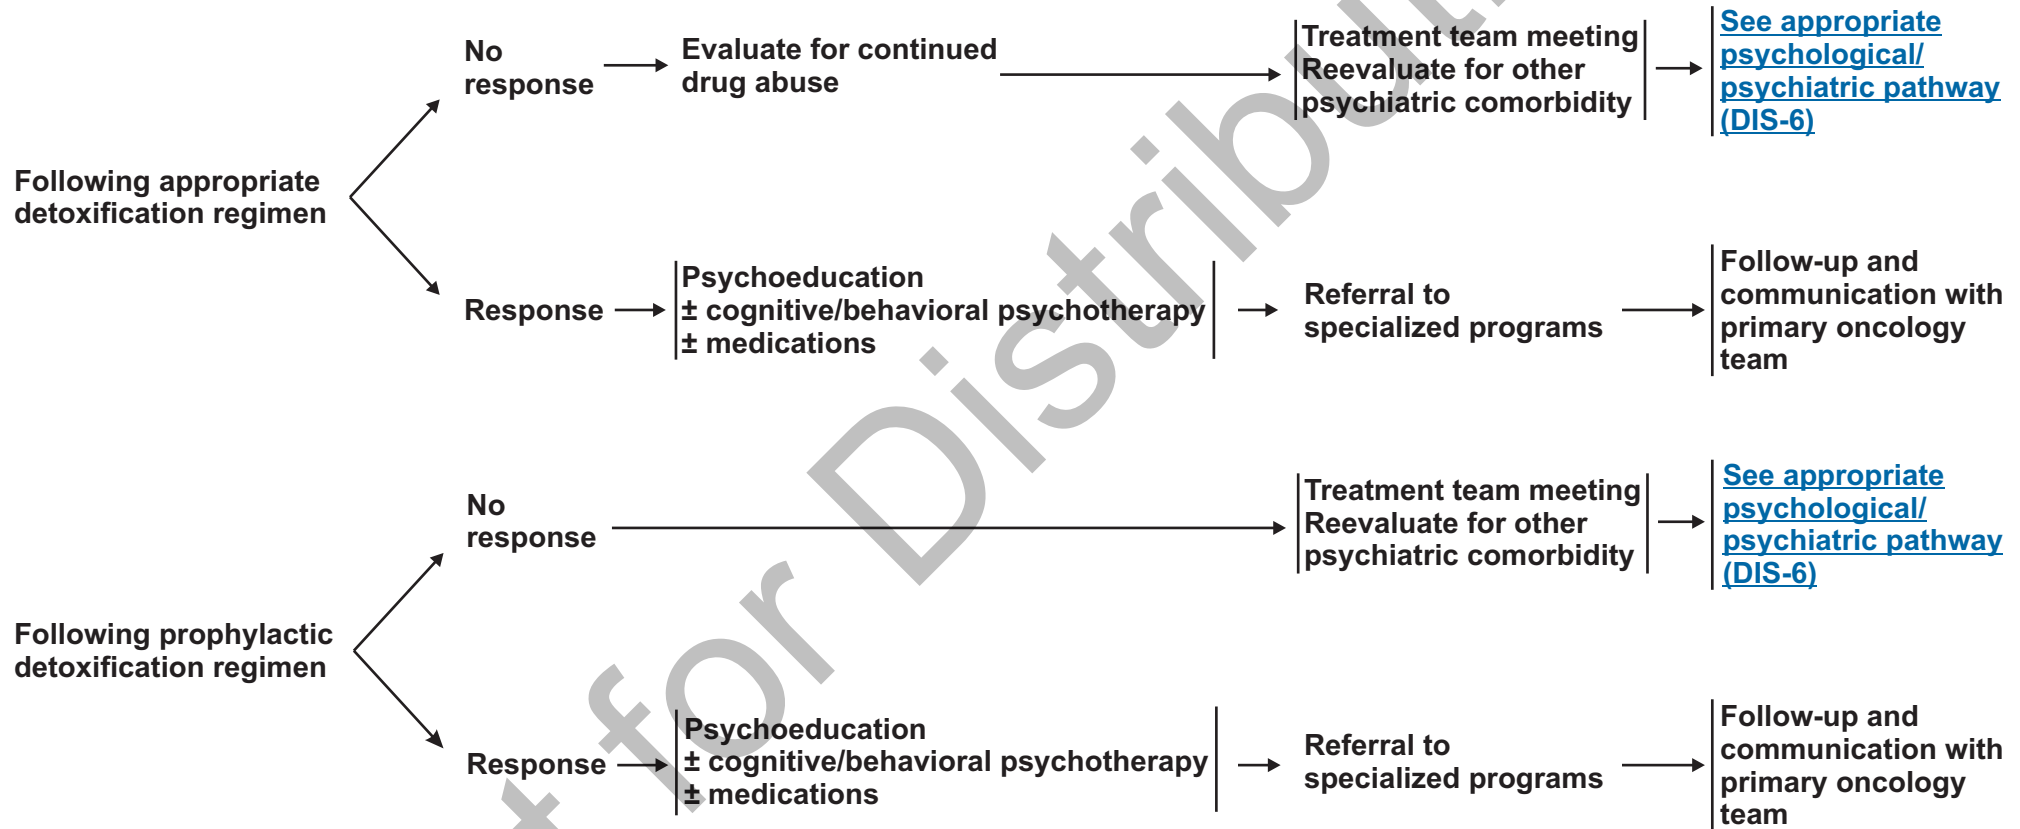 Following appropriate
detoxification regimen
No
response
Evaluate for continued
drug abuse
Treatment team meeting
Reevaluate for other
psychiatric comorbidity
See appropriate
psychological/
psychiatric pathway
(DIS-6)
Response
Psychoeducation
± cognitive/behavioral psychotherapy
± medications
Referral to
specialized programs
Follow-up and
communication with
primary oncology
team
Following prophylactic
detoxification regimen
No
response
Treatment team meeting
Reevaluate for other
psychiatric comorbidity
See appropriate
psychological/
psychiatric pathway
(DIS-6)
Response
Psychoeducation
± cognitive/behavioral psychotherapy
± medications
Referral to
specialized programs
Follow-up and
communication with
primary oncology
team
t for Distribut